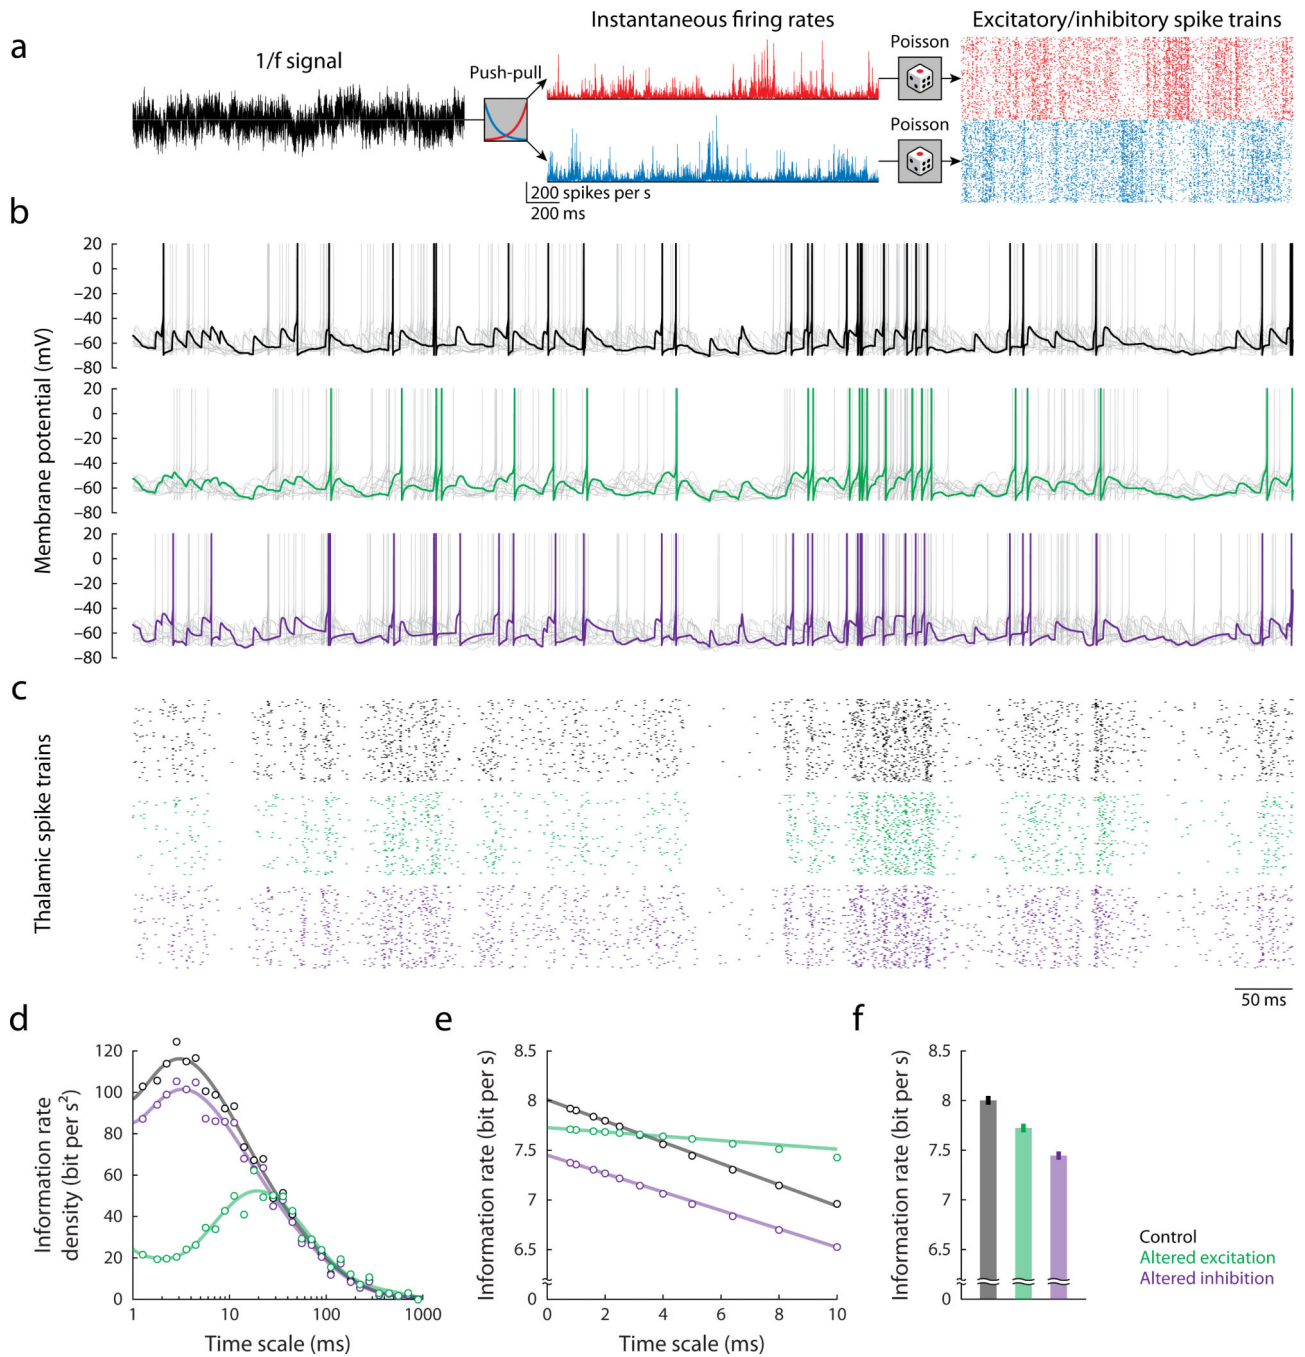 a
1/f signal
Push-pull
Instantaneous firing rates
Poisson
Poisson
Excitatory/inhibitory spike trains
200 spikes per s
200 ms
b
Membrane potential (mV)
20
0
−20
−40
−60
−80
20
0
−20
−40
−60
−80
20
0
−20
−40
−60
−80
c
Thalamic spike trains
50 ms
d
Information rate
density (bit per s²)
120
100
80
60
40
20
0
1
10
100
1000
Time scale (ms)
e
Information rate (bit per s)
8.5
8
7.5
7
6.5
0
0
2
4
6
8
10
Time scale (ms)
f
Information rate (bit per s)
8.5
8
7.5
7
6.5
0
Control
Altered excitation
Altered inhibition